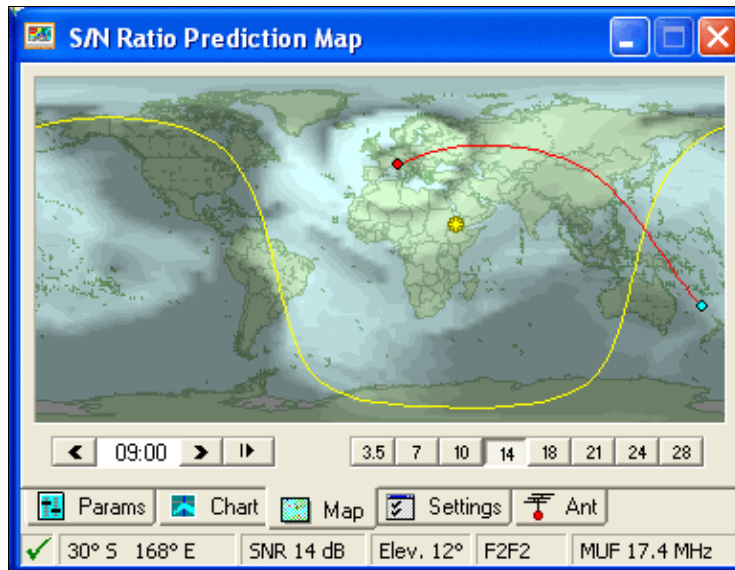 S/N Ratio Prediction Map
09:00 3.5 7 10 14 18 21 24 28
Params Chart Map Settings Ant
30° S 168° E SNR 14 dB Elev. 12° F2F2 MUF 17.4 MHz